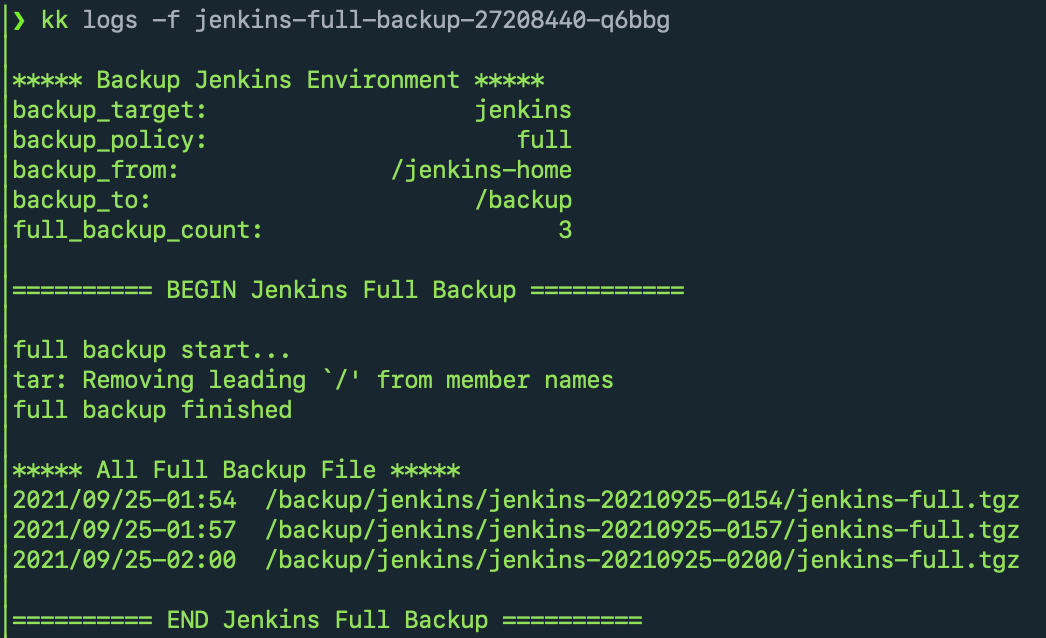 ❯ kk logs -f jenkins-full-backup-27208440-q6bbg
***** Backup Jenkins Environment *****
backup_target: jenkins
backup_policy: full
backup_from: /jenkins-home
backup_to: /backup
full_backup_count: 3
========== BEGIN Jenkins Full Backup ===========
full backup start...
tar: Removing leading `/' from member names
full backup finished
***** All Full Backup File *****
2021/09/25-01:54  /backup/jenkins/jenkins-20210925-0154/jenkins-full.tgz
2021/09/25-01:57  /backup/jenkins/jenkins-20210925-0157/jenkins-full.tgz
2021/09/25-02:00  /backup/jenkins/jenkins-20210925-0200/jenkins-full.tgz
========== END Jenkins Full Backup ==========